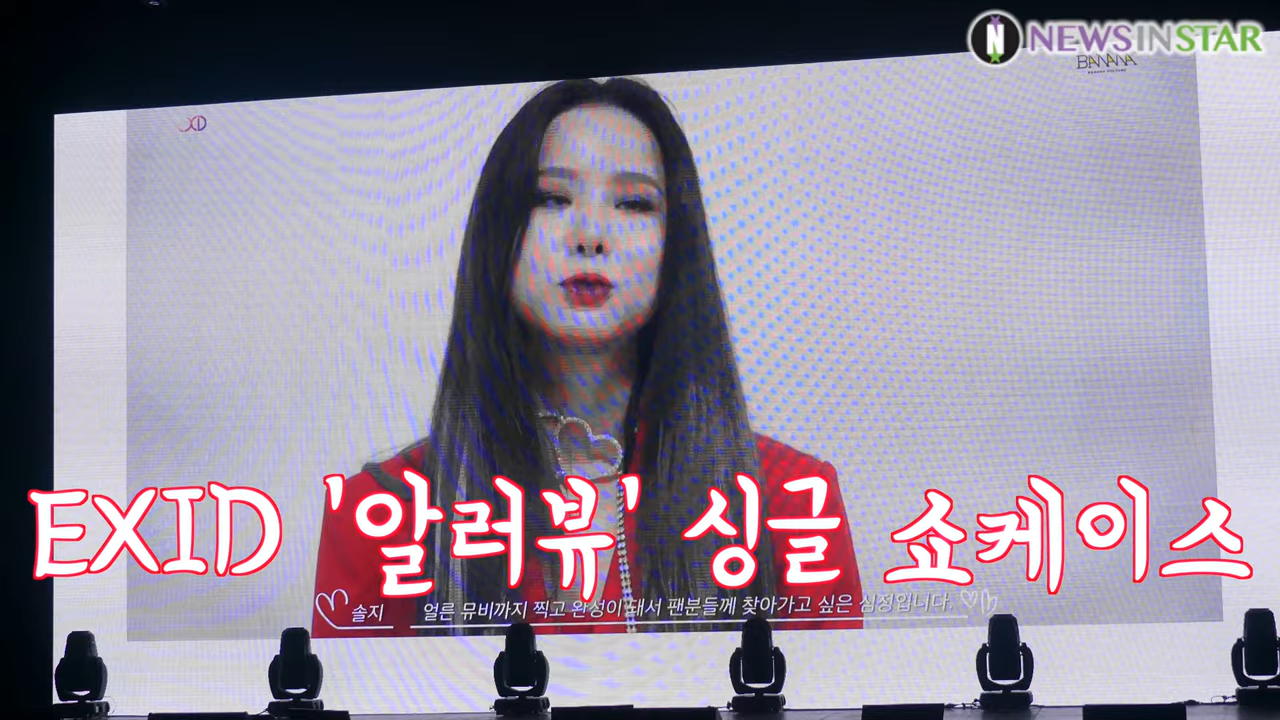 NEWSINSTAR
BANANA
EXID '알러뷰' 싱글 쇼케이스
솔지 얼른 뮤비까지 찍고 완성이 돼서 팬분들께 찾아가고 싶은 심정입니다.